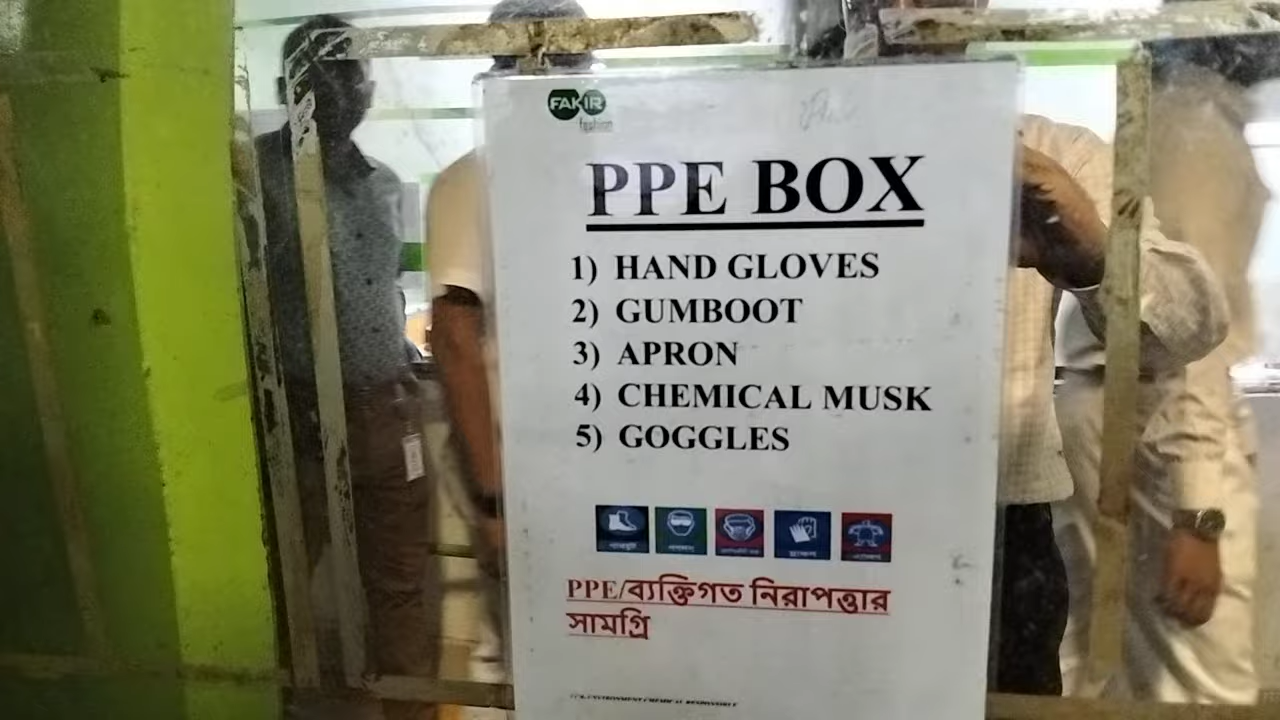 FAKIR
fashion
PPE BOX
1) HAND GLOVES
2) GUMBOOT
3) APRON
4) CHEMICAL MUSK
5) GOGGLES
PPE/ব্যক্তিগত নিরাপত্তার
সামগ্রি